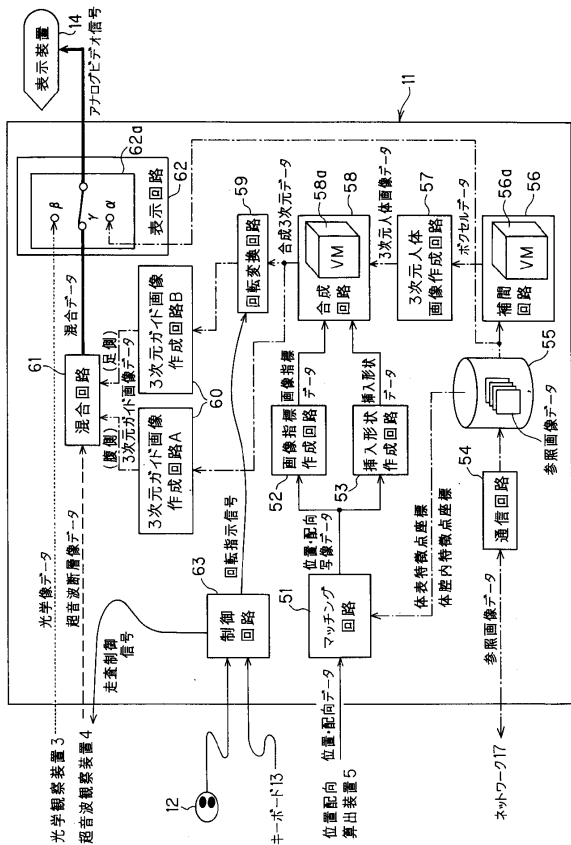 光学観察装置3
超音波観察装置4
走査制御
信号
光学像データ
超音波断層像データ
12
キーボード13
位置配向
算出装置5
位置・配向データ
ネットワーク17
参照画像データ
63
制御
回路
回転指示信号
51
マッチング
回路
位置・配向
写像データ
体表特徴点座標
体腔内特徴点座標
54
通信回路
55
参照画像データ
52
画像指標
作成回路
画像指標
データ
53
挿入形状
作成回路
挿入形状
データ
61
混合回路
混合データ
(腹側)
(足側)
3次元ガイド画像データ
3次元ガイド画像
作成回路A
3次元ガイド画像
作成回路B
60
59
回転変換回路
合成3次元データ
58a
VM
58
合成
回路
3次元人体画像データ
57
3次元人体
画像作成回路
ボクセルデータ
56a
VM
56
補間
回路
β
γ
α
62a
表示回路
62
11
アナログビデオ信号
表示装置
14